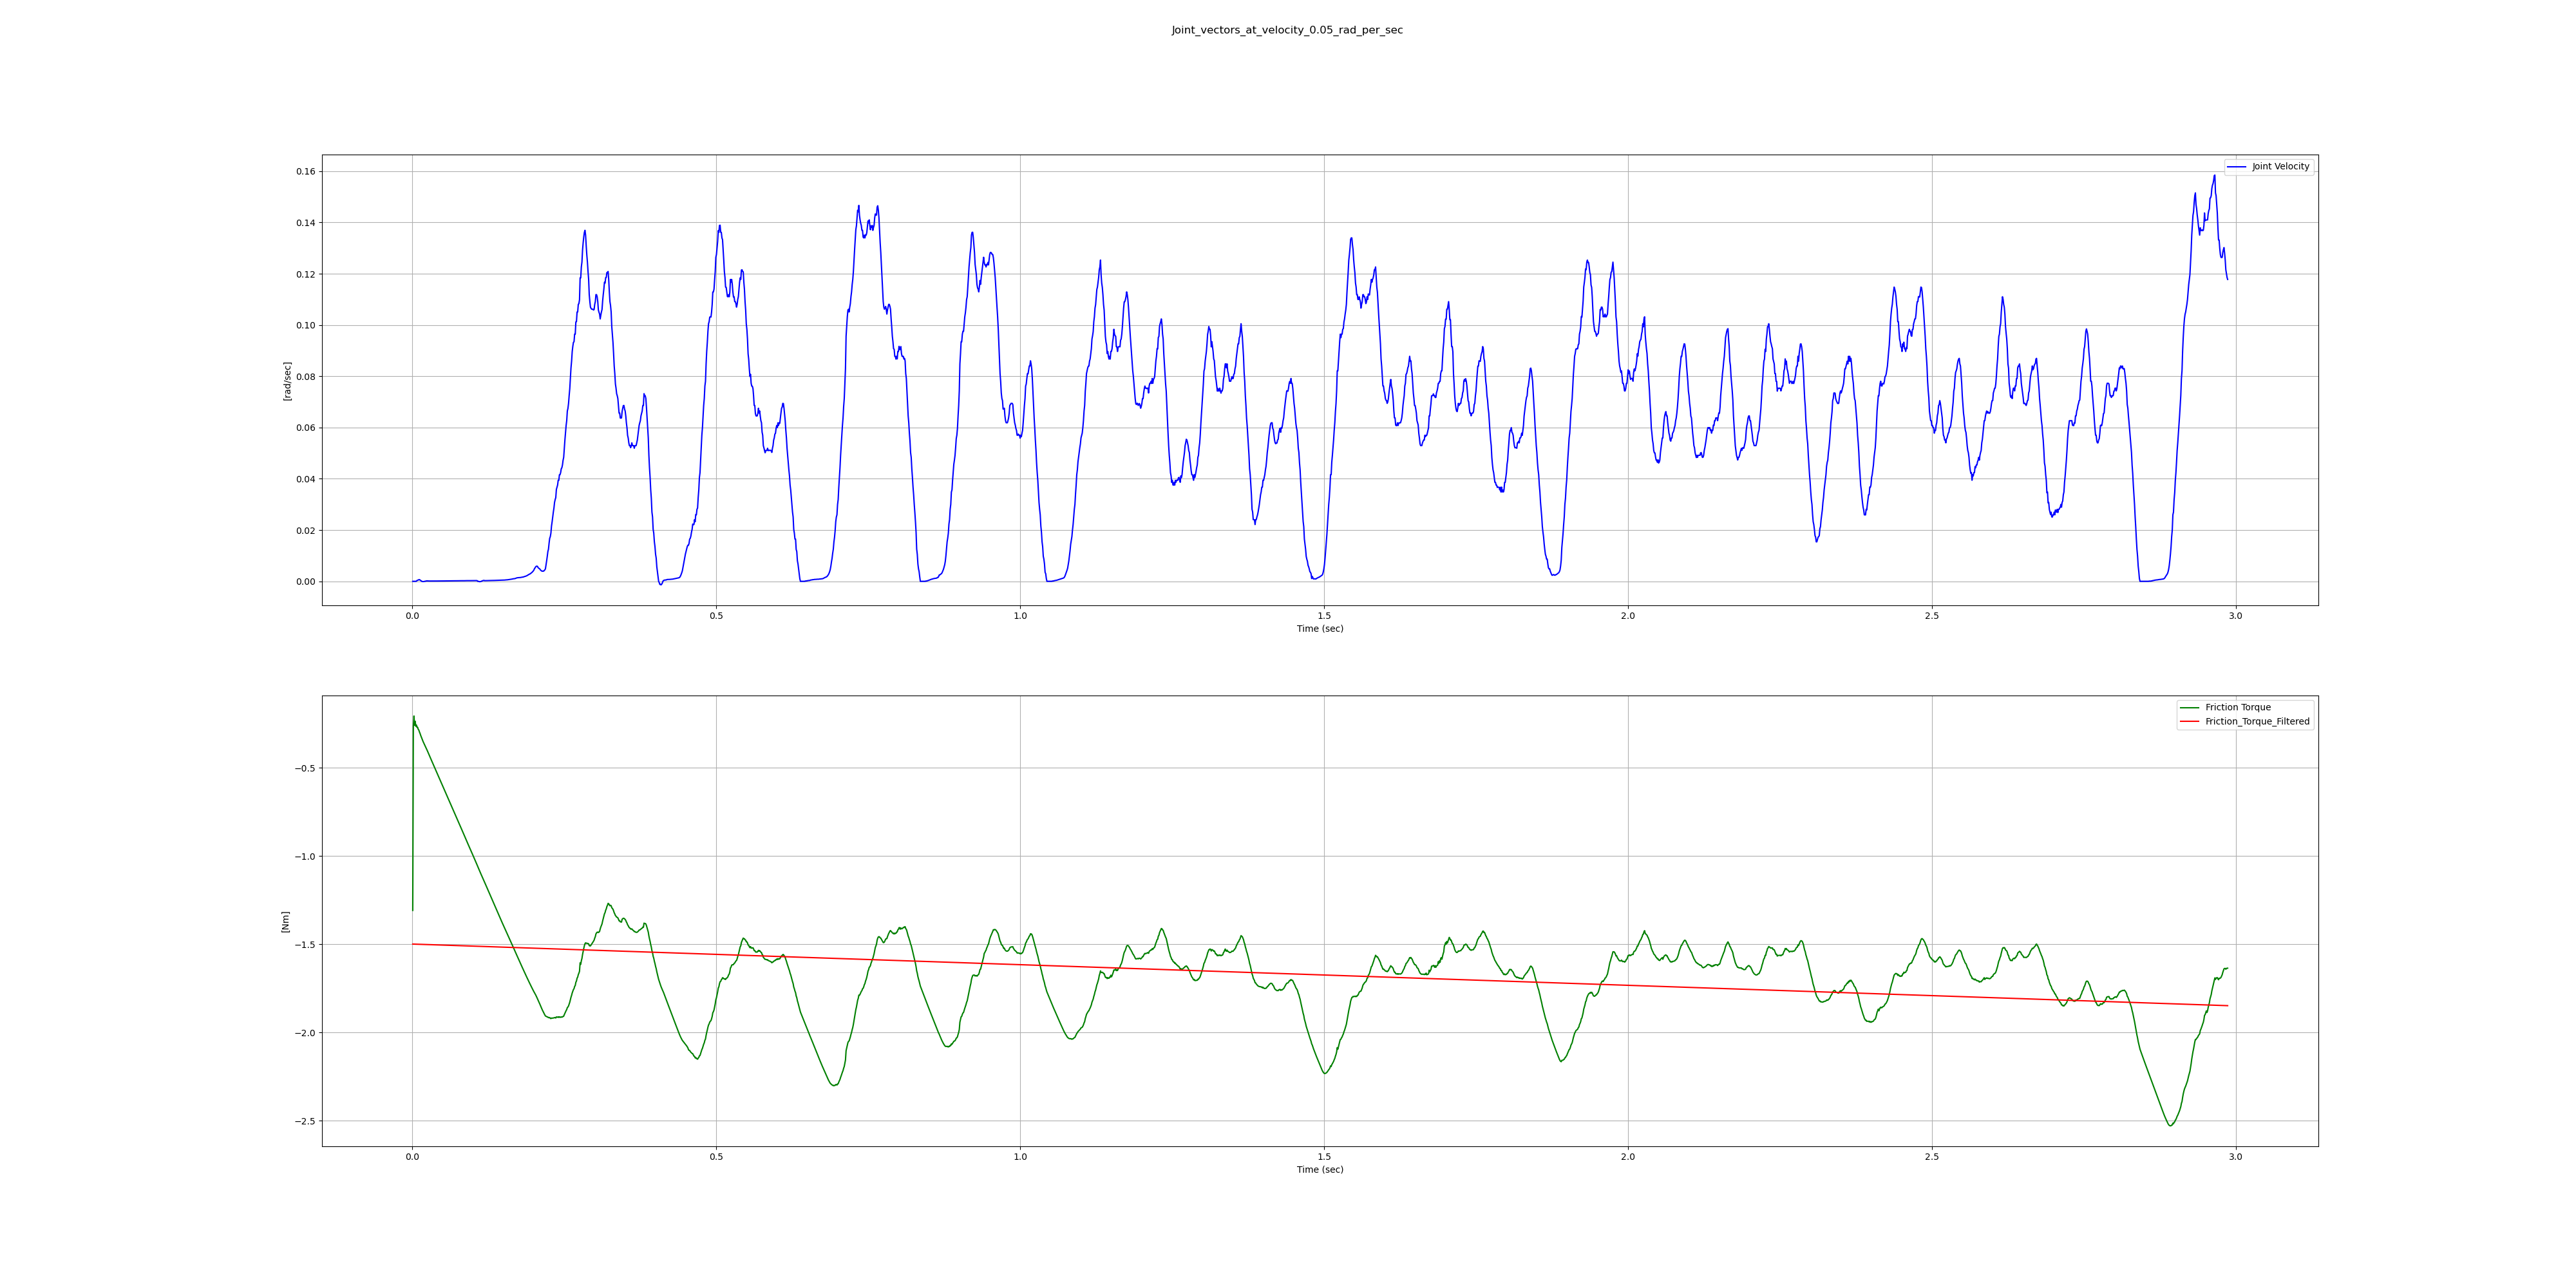 Joint_vectors_at_velocity_0.05_rad_per_sec
Joint Velocity
0.16
0.14
0.12
0.10
0.08
0.06
0.04
0.02
0.00
[rad/sec]
0.0 0.5 1.0 1.5 2.0 2.5 3.0
Time (sec)
Friction Torque
Friction_Torque_Filtered
−0.5
−1.0
−1.5
−2.0
−2.5
[Nm]
0.0 0.5 1.0 1.5 2.0 2.5 3.0
Time (sec)